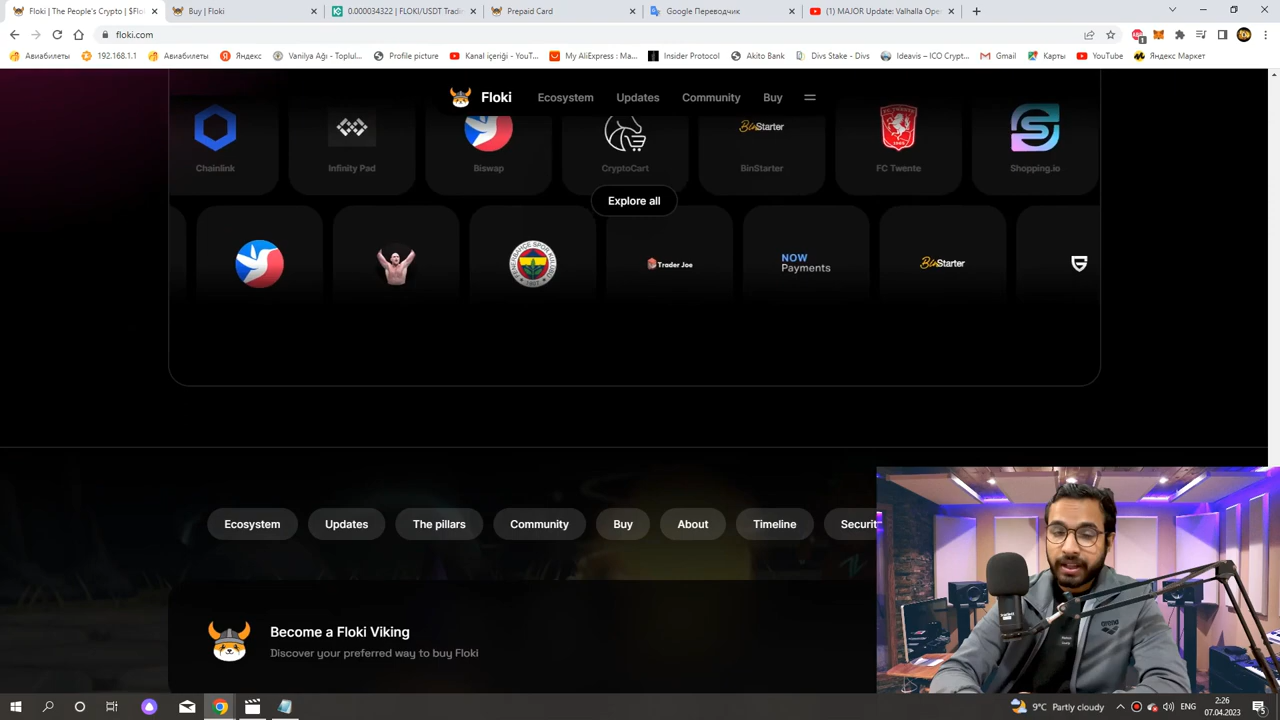 Floki | The People's Crypto | $Flo
Buy | Floki
0.000034322 | FLOKI/USDT Tradi
Prepaid Card
Google Переводчик
(1) MAJOR Update: Valhalla Ope
floki.com
Авиабилеты
192.168.1.1
Авиабилеты
Яндекс
Vanilya Ağı - Toplul...
Profile picture
Kanal içeriği - YouT...
My AliExpress : Ma...
Insider Protocol
Akito Bank
Divs Stake - Divs
Ideavis – ICO Crypt...
Gmail
Карты
YouTube
Яндекс Маркет
Floki
Ecosystem
Updates
Community
Buy
BinStarter
Chainlink
Infinity Pad
Biswap
CryptoCart
BinStarter
FC Twente
Shopping.io
Explore all
Trader Joe
NOW
Payments
BinStarter
Ecosystem
Updates
The pillars
Community
Buy
About
Timeline
Securit
Become a Floki Viking
Discover your preferred way to buy Floki
9°C Partly cloudy
ENG
2:26
07.04.2023